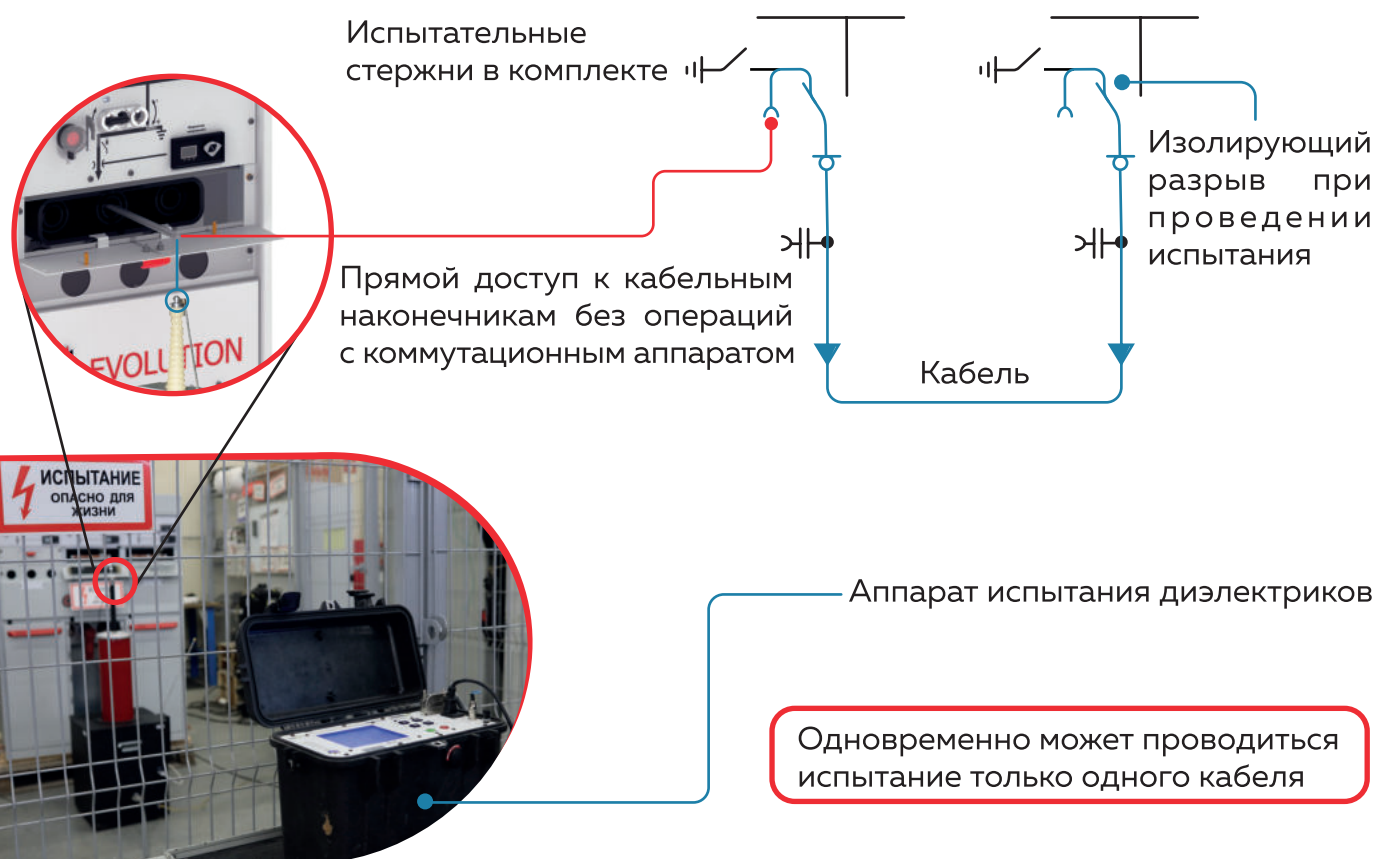 Испытательные
стержни в комплекте
Изолирующий
разрыв при
проведении
испытания
EVOLUTION
Прямой доступ к кабельным
наконечникам без операций
с коммутационным аппаратом
Кабель
ИСПЫТАНИЕ
ОПАСНО ДЛЯ
ЖИЗНИ
Аппарат испытания диэлектриков
Одновременно может проводиться
испытание только одного кабеля